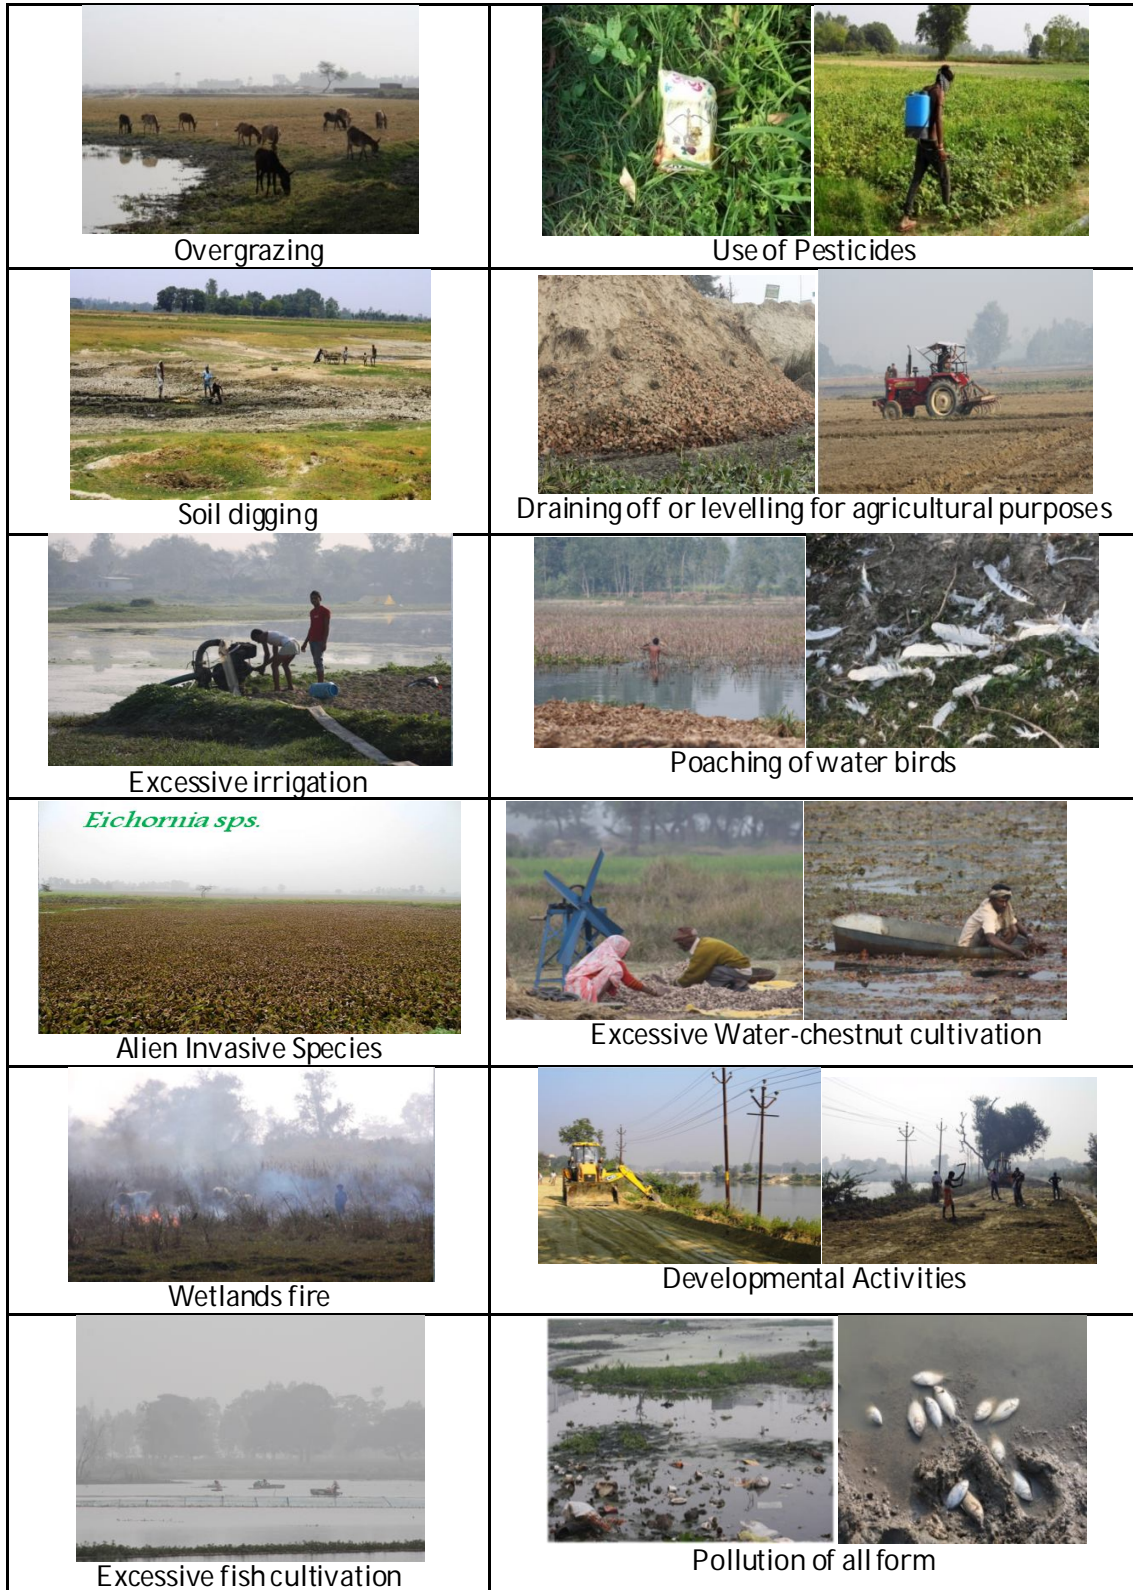 Overgrazing
Use of Pesticides
Soil digging
Draining off or levelling for agricultural purposes
Excessive irrigation
Poaching of water birds
Eichornia sps.
Alien Invasive Species
Excessive Water-chestnut cultivation
Wetlands fire
Developmental Activities
Excessive fish cultivation
Pollution of all form